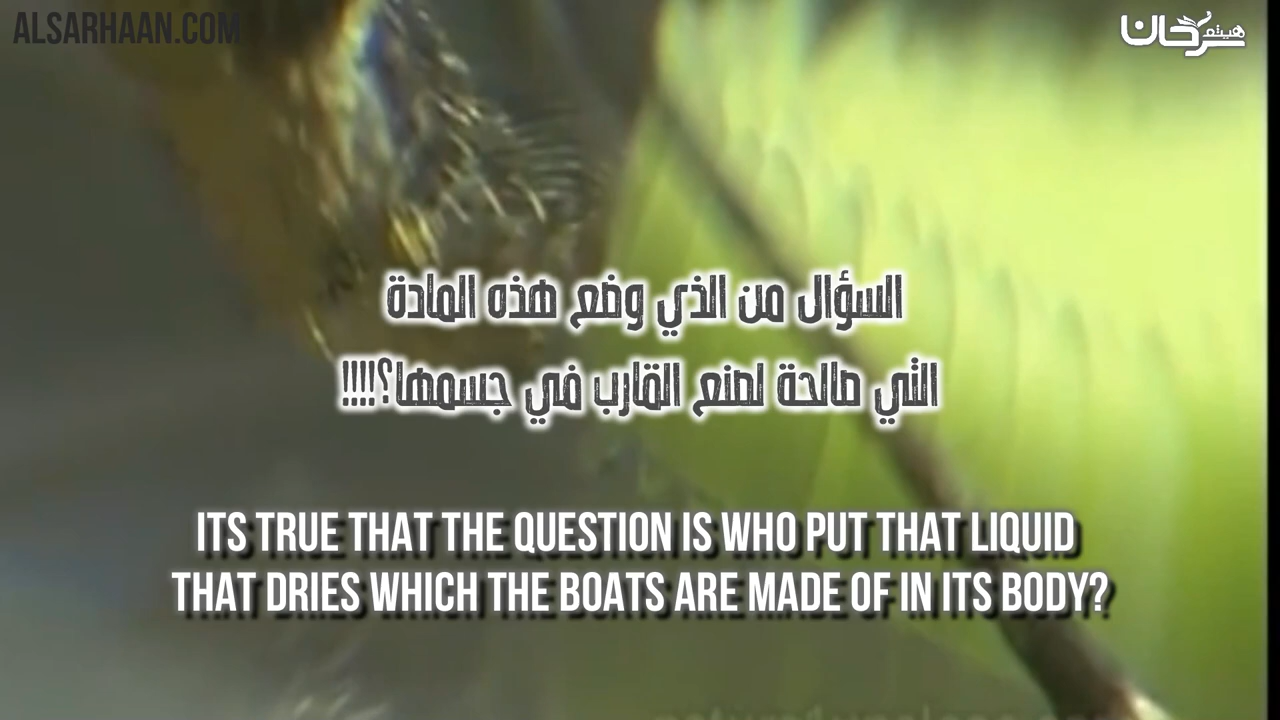 ALSARHAAN.COM
هيثم سرحان
السؤال من الذي وضع هذه المادة
التي صالحة لصنع القارب في جسمها؟!!!!
ITS TRUE THAT THE QUESTION IS WHO PUT THAT LIQUID
THAT DRIES WHICH THE BOATS ARE MADE OF IN ITS BODY?